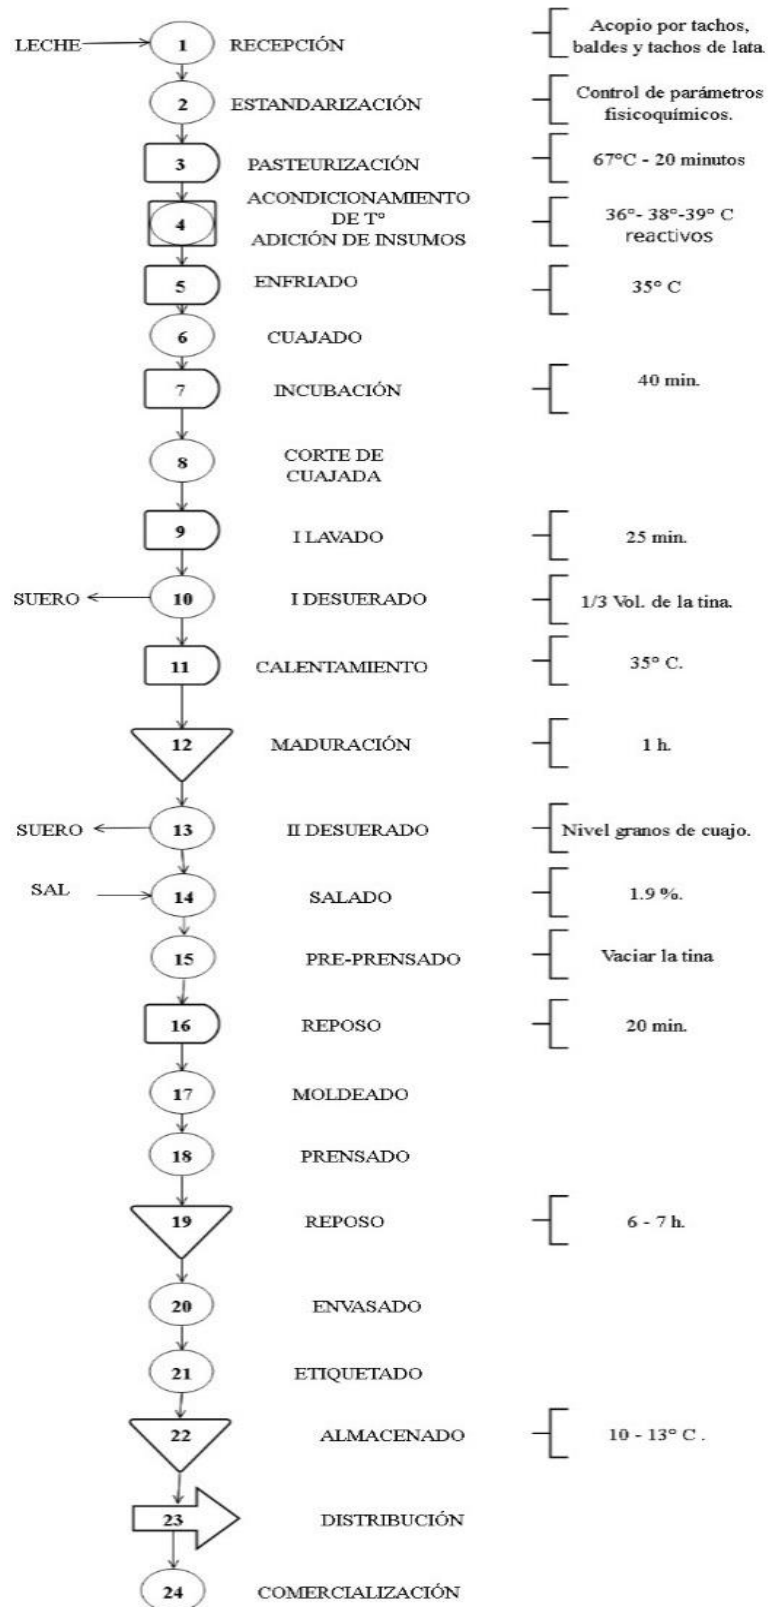 LECHE
1
RECEPCIÓN
Acopio por tachos,
baldes y tachos de lata.
2
ESTANDARIZACIÓN
Control de parámetros
fisicoquímicos.
3
PASTEURIZACIÓN
67°C - 20 minutos
4
ACONDICIONAMIENTO
DE T°
ADICIÓN DE INSUMOS
36°- 38°-39° C
reactivos
5
ENFRIADO
35° C
6
CUAJADO
7
INCUBACIÓN
40 min.
8
CORTE DE
CUAJADA
9
I LAVADO
25 min.
SUERO
10
I DESUERADO
1/3 Vol. de la tina.
11
CALENTAMIENTO
35° C.
12
MADURACIÓN
1 h.
SUERO
13
II DESUERADO
Nivel granos de cuajo.
SAL
14
SALADO
1.9 %.
15
PRE-PRENSADO
Vaciar la tina
16
REPOSO
20 min.
17
MOLDEADO
18
PRENSADO
19
REPOSO
6 - 7 h.
20
ENVASADO
21
ETIQUETADO
22
ALMACENADO
10 - 13° C .
23
DISTRIBUCIÓN
24
COMERCIALIZACIÓN